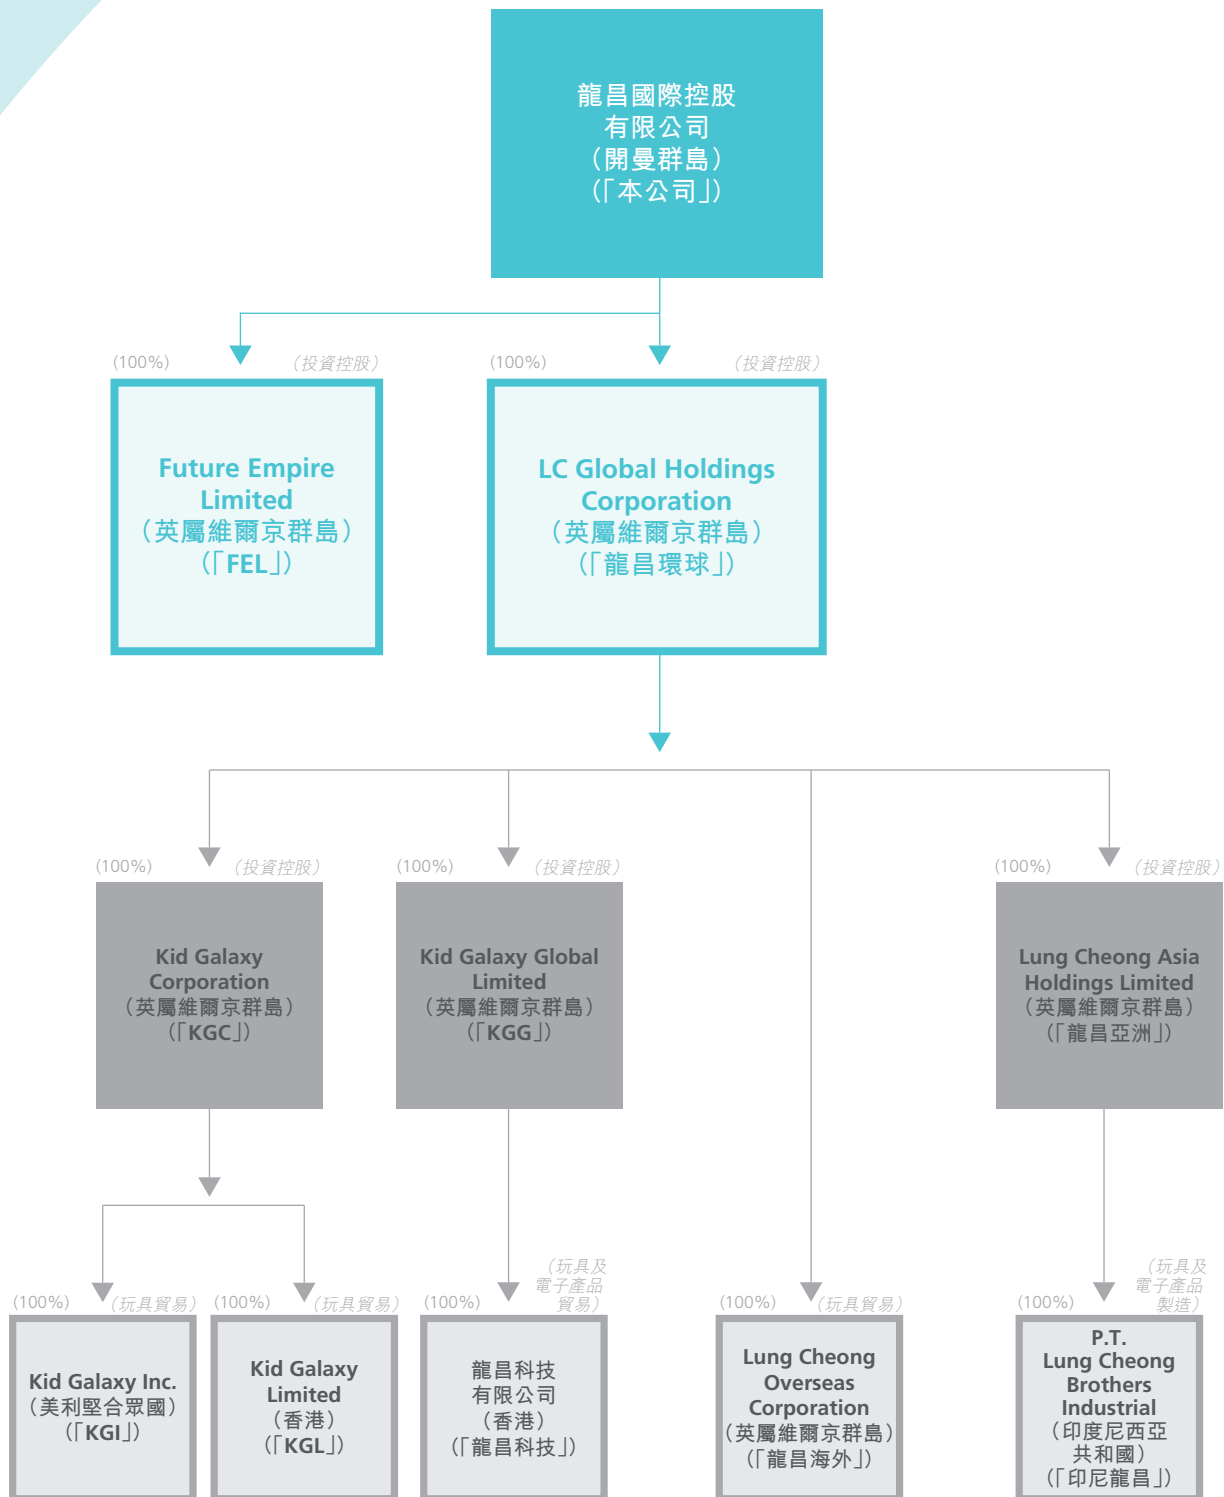 龍昌國際控股
有限公司
（開曼群島）
（「本公司」）
(100%)
（投資控股）
(100%)
（投資控股）
Future Empire
Limited
（英屬維爾京群島）
（「FEL」）
LC Global Holdings
Corporation
（英屬維爾京群島）
（「龍昌環球」）
(100%)
（投資控股）
(100%)
（投資控股）
(100%)
（投資控股）
Kid Galaxy
Corporation
（英屬維爾京群島）
（「KGC」）
Kid Galaxy Global
Limited
（英屬維爾京群島）
（「KGG」）
Lung Cheong Asia
Holdings Limited
（英屬維爾京群島）
（「龍昌亞洲」）
(100%)
（玩具貿易）
(100%)
（玩具貿易）
(100%)
（玩具及
電子產品
貿易）
(100%)
（玩具貿易）
(100%)
（玩具及
電子產品
製造）
Kid Galaxy Inc.
（美利堅合眾國）
（「KGI」）
Kid Galaxy
Limited
（香港）
（「KGL」）
龍昌科技
有限公司
（香港）
（「龍昌科技」）
Lung Cheong
Overseas
Corporation
（英屬維爾京群島）
（「龍昌海外」）
P.T.
Lung Cheong
Brothers
Industrial
（印度尼西亞
共和國）
（「印尼龍昌」）